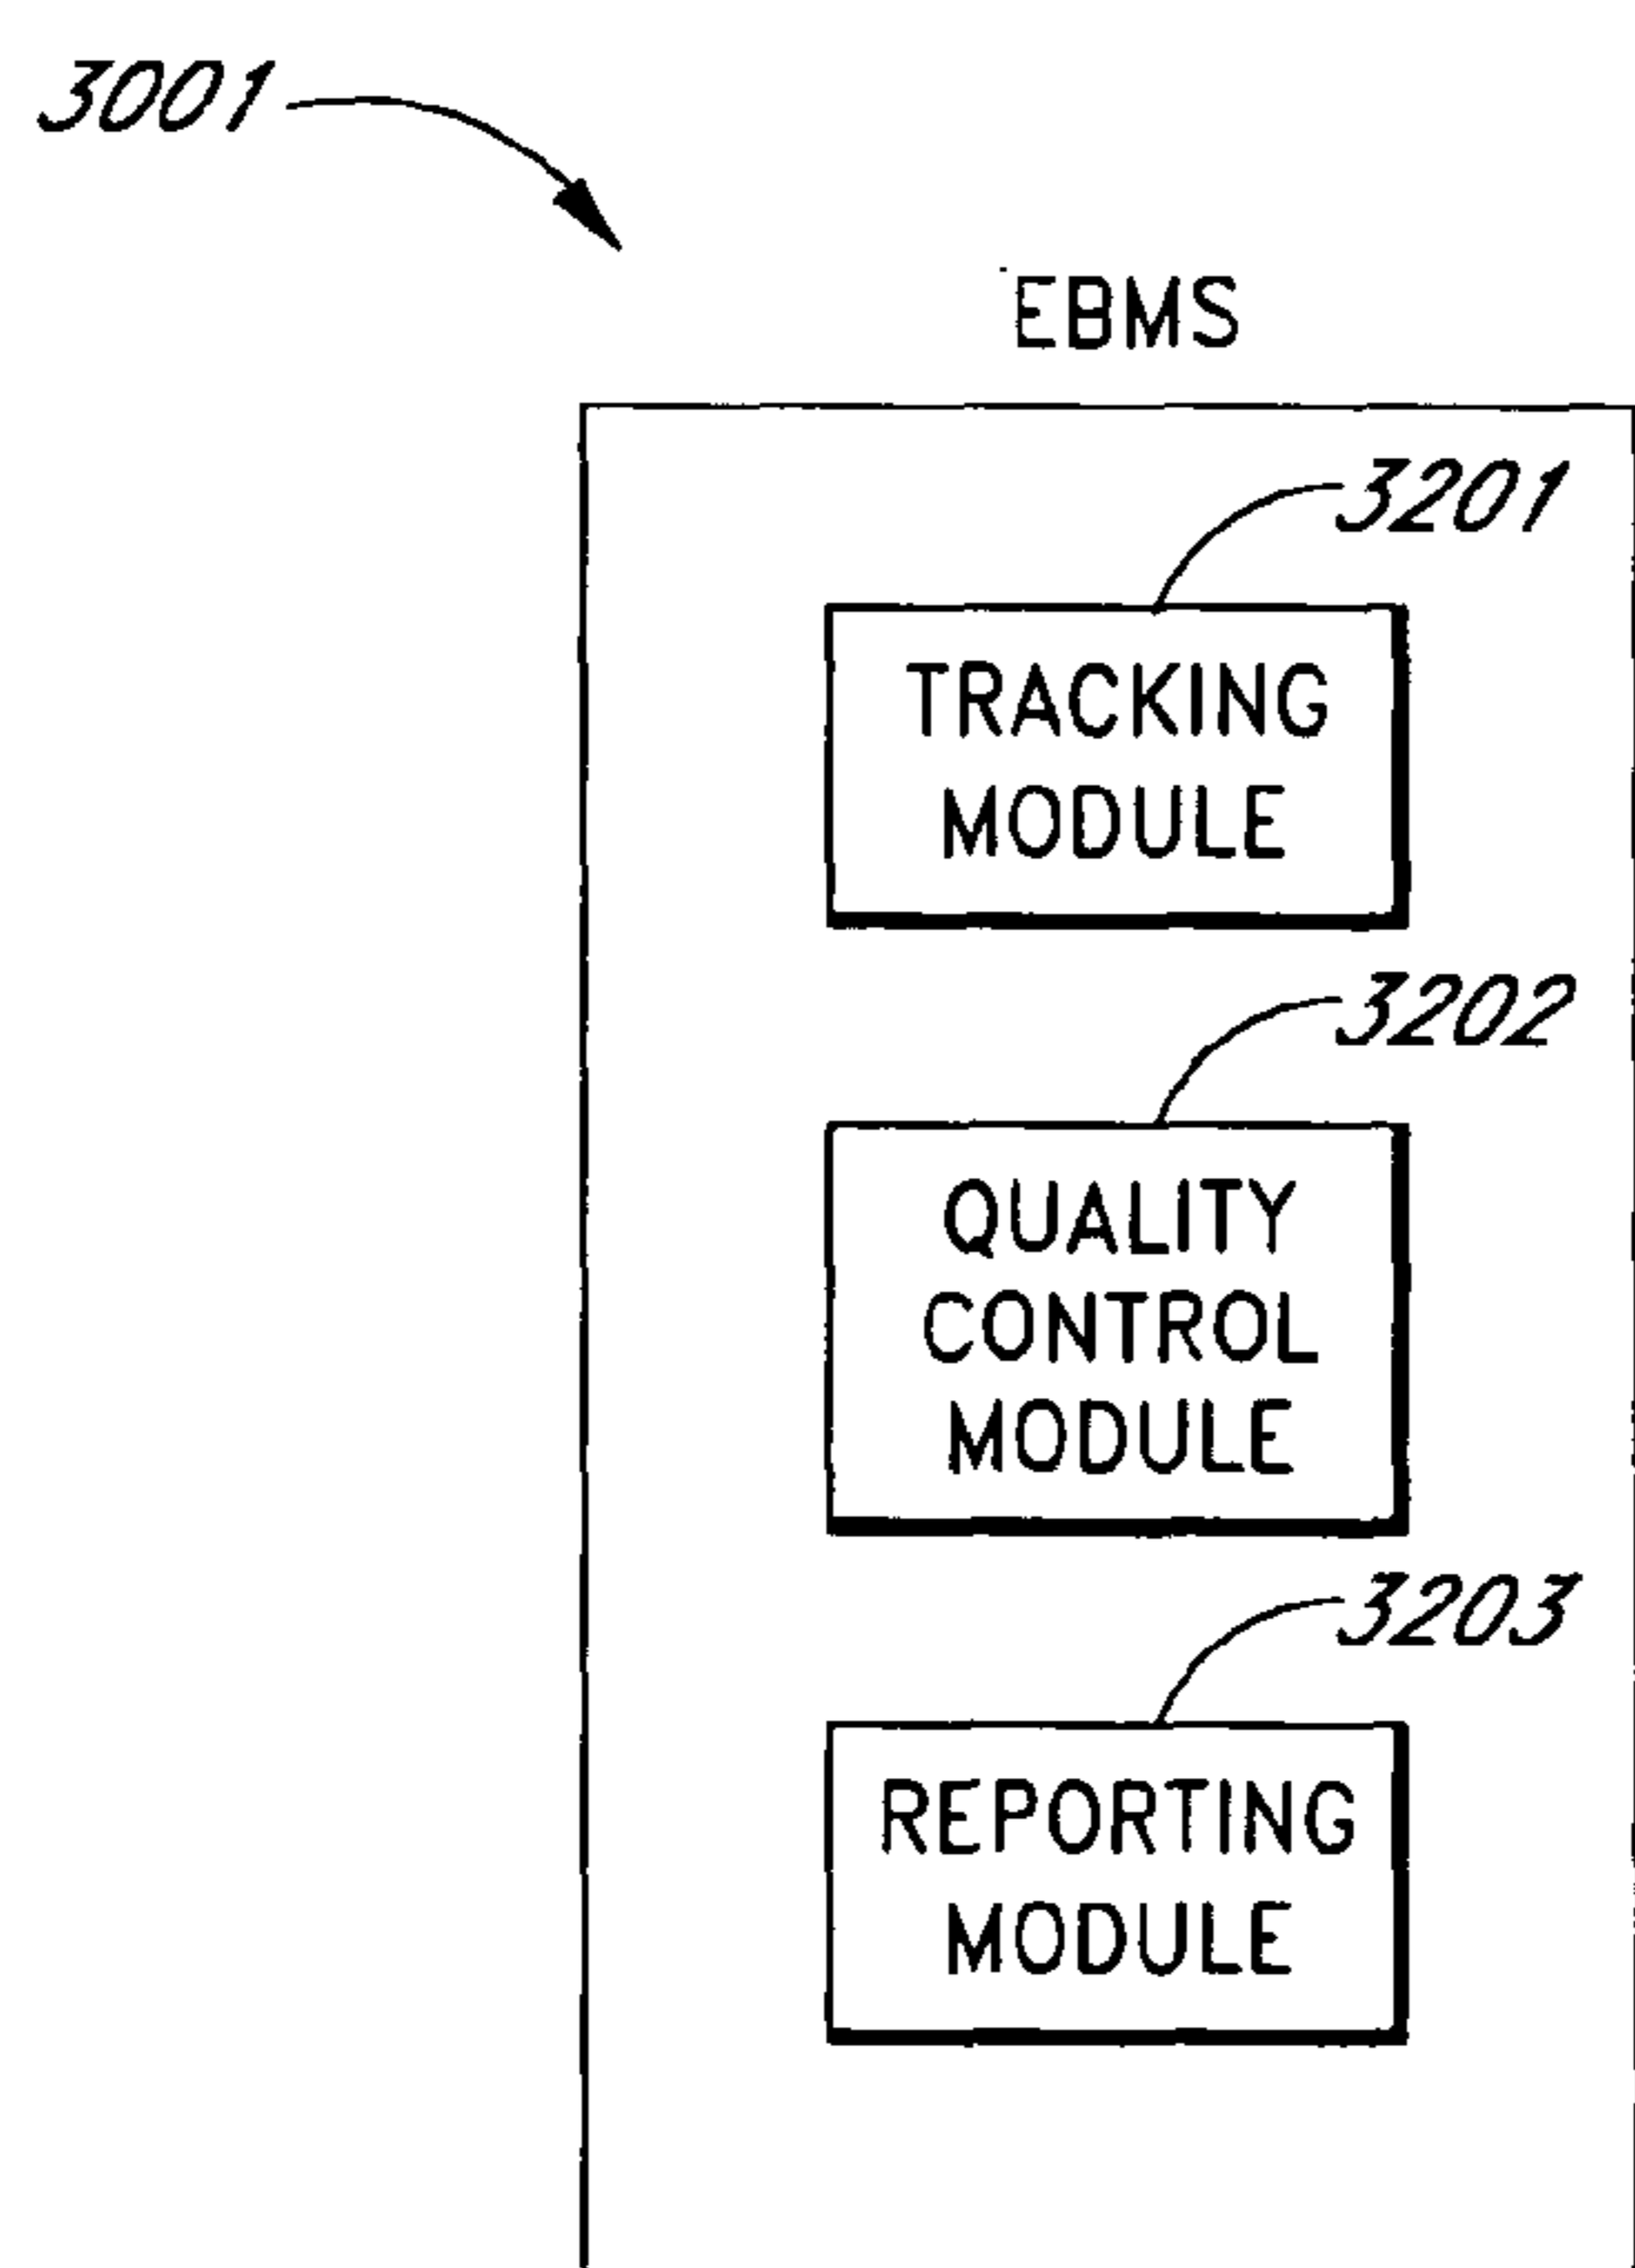 3001
EBMS
3201
TRACKING
MODULE
3202
QUALITY
CONTROL
MODULE
3203
REPORTING
MODULE